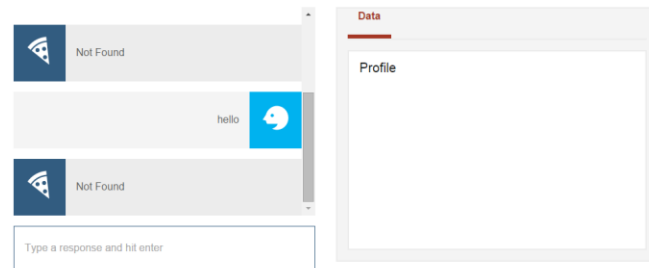 Not Found
hello
Not Found
Type a response and hit enter
Data
Profile